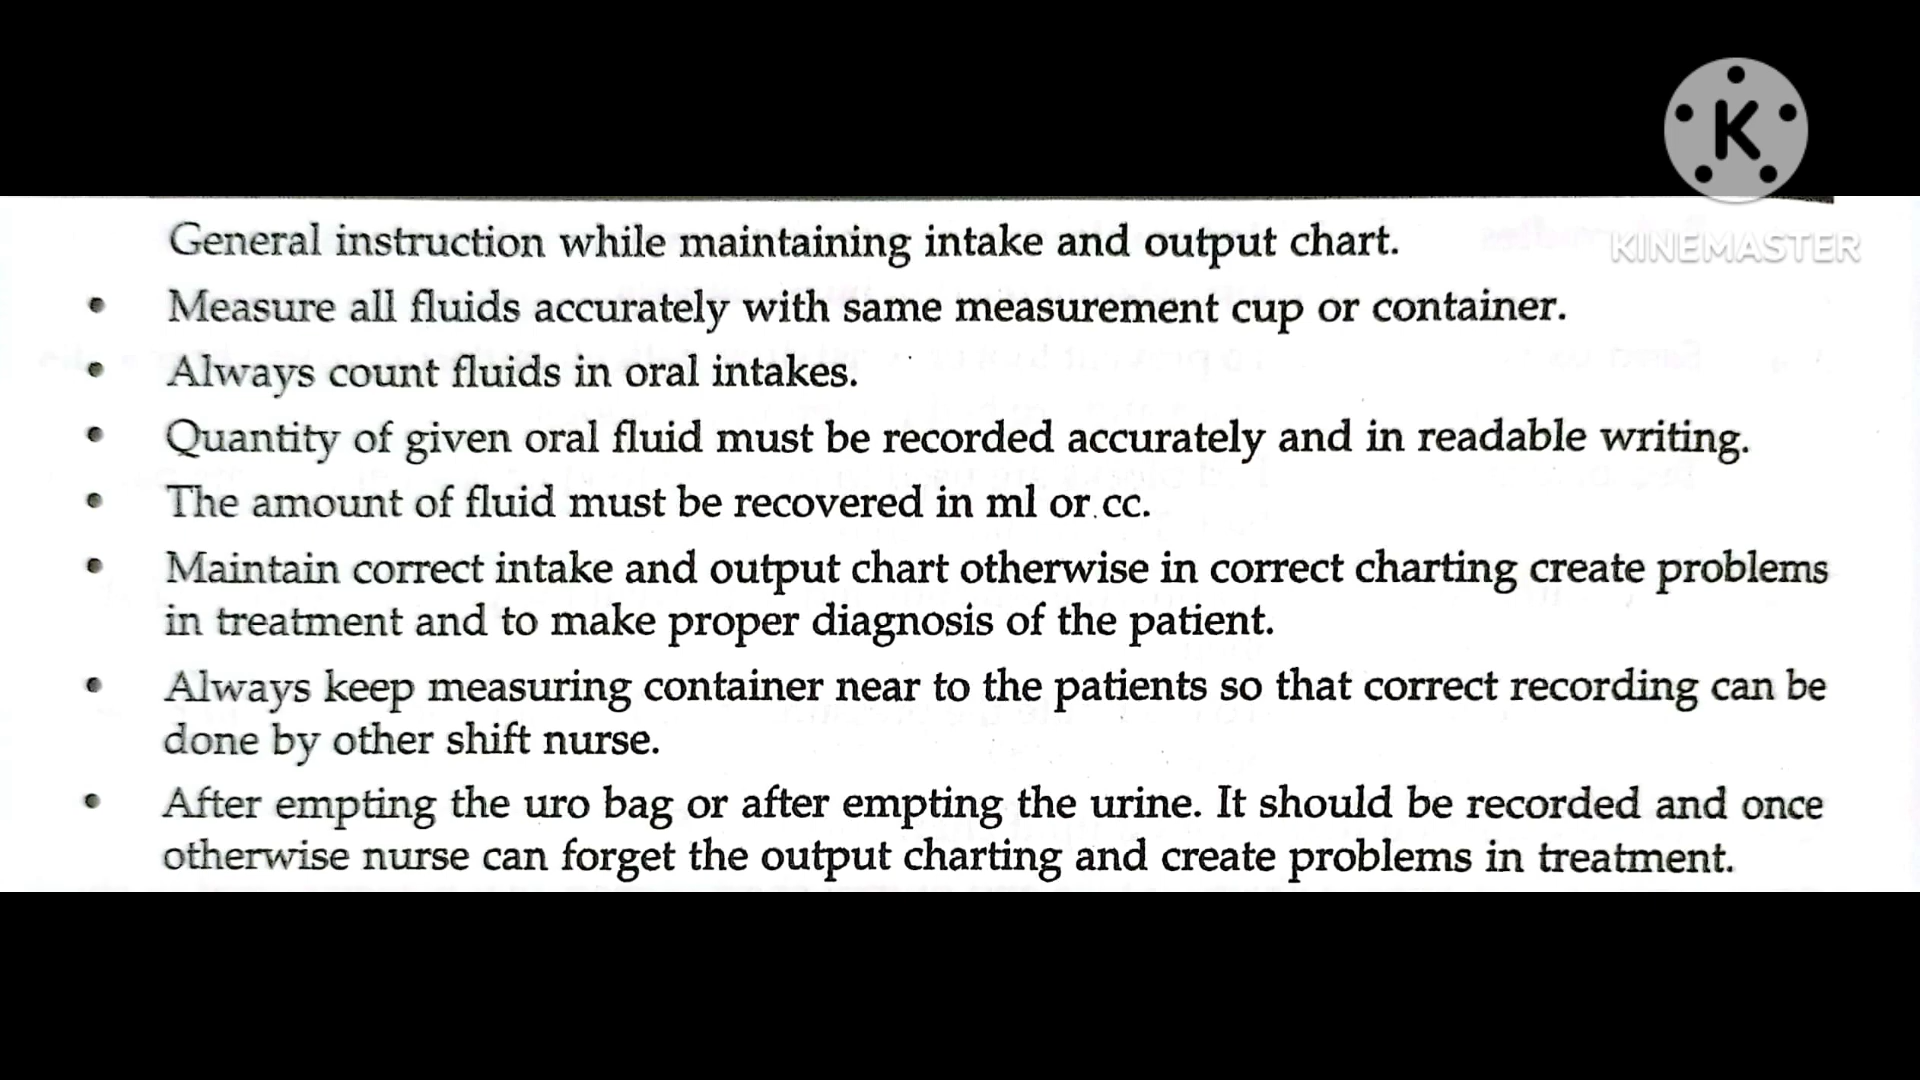 K
KINEMASTER
General instruction while maintaining intake and output chart.
• Measure all fluids accurately with same measurement cup or container.
• Always count fluids in oral intakes.
• Quantity of given oral fluid must be recorded accurately and in readable writing.
• The amount of fluid must be recovered in ml or cc.
• Maintain correct intake and output chart otherwise in correct charting create problems
in treatment and to make proper diagnosis of the patient.
• Always keep measuring container near to the patients so that correct recording can be
done by other shift nurse.
• After empting the uro bag or after empting the urine. It should be recorded and once
otherwise nurse can forget the output charting and create problems in treatment.